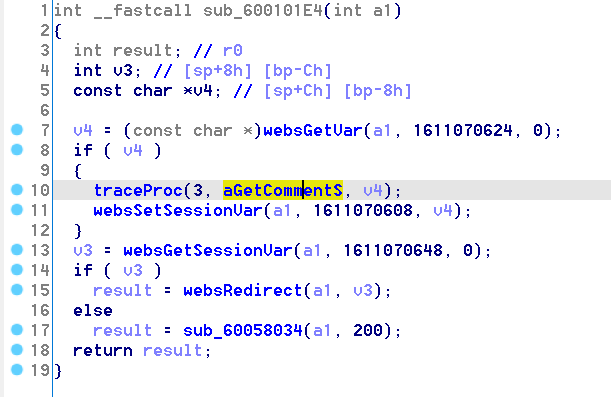 1 int __fastcall sub_600101E4(int a1)
2 {
3   int result; // r0
4   int v3; // [sp+8h] [bp-Ch]
5   const char *v4; // [sp+Ch] [bp-8h]
6
7   v4 = (const char *)websGetVar(a1, 1611070624, 0);
8   if ( v4 )
9   {
10     traceProc(3, aGetCommentS, v4);
11     websSetSessionVar(a1, 1611070608, v4);
12   }
13   v3 = websGetSessionVar(a1, 1611070648, 0);
14   if ( v3 )
15     result = websRedirect(a1, v3);
16   else
17     result = sub_60058034(a1, 200);
18   return result;
19 }